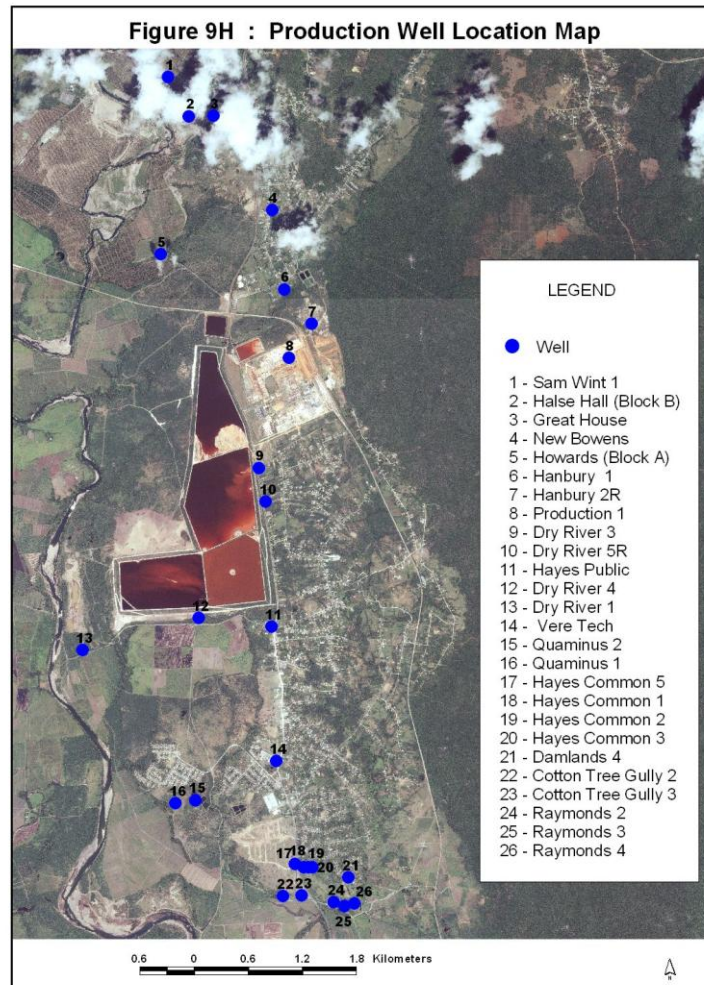 Figure 9H : Production Well Location Map
1
2
3
4
5
6
7
8
9
10
11
12
13
14
15
16
17
18
19
20
21
22
23
24
25
26
LEGEND
Well
1 - Sam Wint 1
2 - Halse Hall (Block B)
3 - Great House
4 - New Bowens
5 - Howards (Block A)
6 - Hanbury 1
7 - Hanbury 2R
8 - Production 1
9 - Dry River 3
10 - Dry River 5R
11 - Hayes Public
12 - Dry River 4
13 - Dry River 1
14 - Vere Tech
15 - Quaminus 2
16 - Quaminus 1
17 - Hayes Common 5
18 - Hayes Common 1
19 - Hayes Common 2
20 - Hayes Common 3
21 - Damlands 4
22 - Cotton Tree Gully 2
23 - Cotton Tree Gully 3
24 - Raymonds 2
25 - Raymonds 3
26 - Raymonds 4
0.6 0.0 0.6 1.2 1.8 Kilometers
N